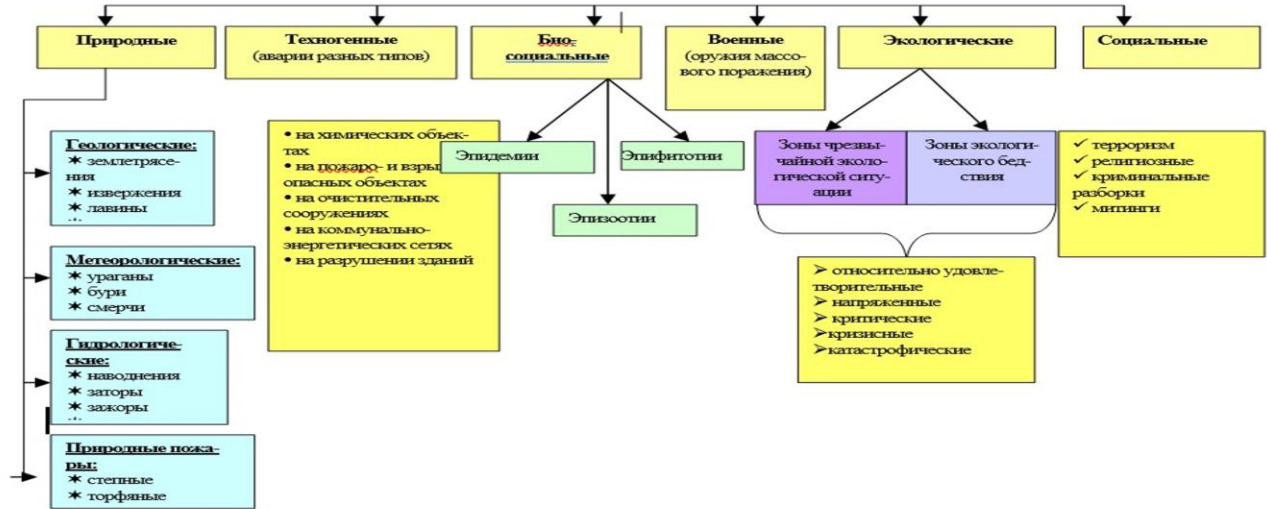 Природные
Техногенные
(аварии разных типов)
Био-
социальные
Военные
(оружия массо-
вого поражения)
Экологические
Социальные
Геологические:
✶ землетрясе-
ния
✶ извержения
✶ лавины
Метеорологические:
✶ ураганы
✶ бури
✶ смерчи
Гидрологиче-
ские:
✶ наводнения
✶ заторы
✶ зажоры
Природные пожа-
ры:
✶ степные
✶ торфяные
• на химических объек-
тах
• на пожаро- и взрыв
опасных объектах
• на очистительных
сооружениях
• на коммунально-
энергетических сетях
• на разрушении зданий
Эпидемии
Эпифитотии
Эпизоотии
Зоны чрезвы-
чайной эколо-
гической ситу-
ации
Зоны экологи-
ческого бед-
ствия
➢ относительно удовле-
творительные
➢ напряженные
➢ критические
➢кризисные
➢катастрофические
✓ терроризм
✓ религиозные
✓ криминальные
разборки
✓ митинги